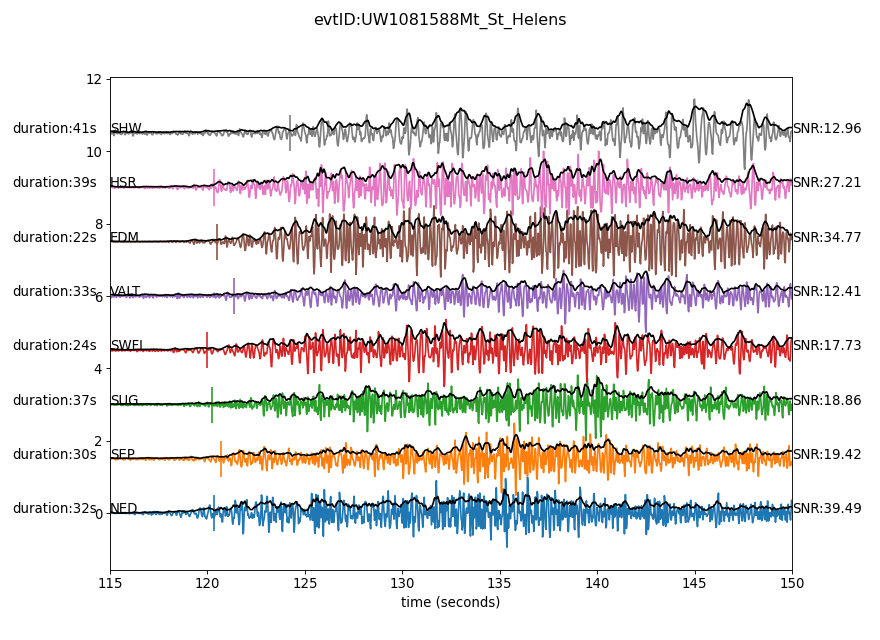 evtID:UW1081588Mt_St_Helens
12
duration:41s SHW SNR:12.96
10
duration:39s HSR SNR:27.21
8
duration:22s EDM SNR:34.77
duration:33s VALT SNR:12.41
6
duration:24s SWFL SNR:17.73
4
duration:37s SUG SNR:18.86
2
duration:30s SEP SNR:19.42
duration:32s NED SNR:39.49
0
115 120 125 130 135 140 145 150
time (seconds)